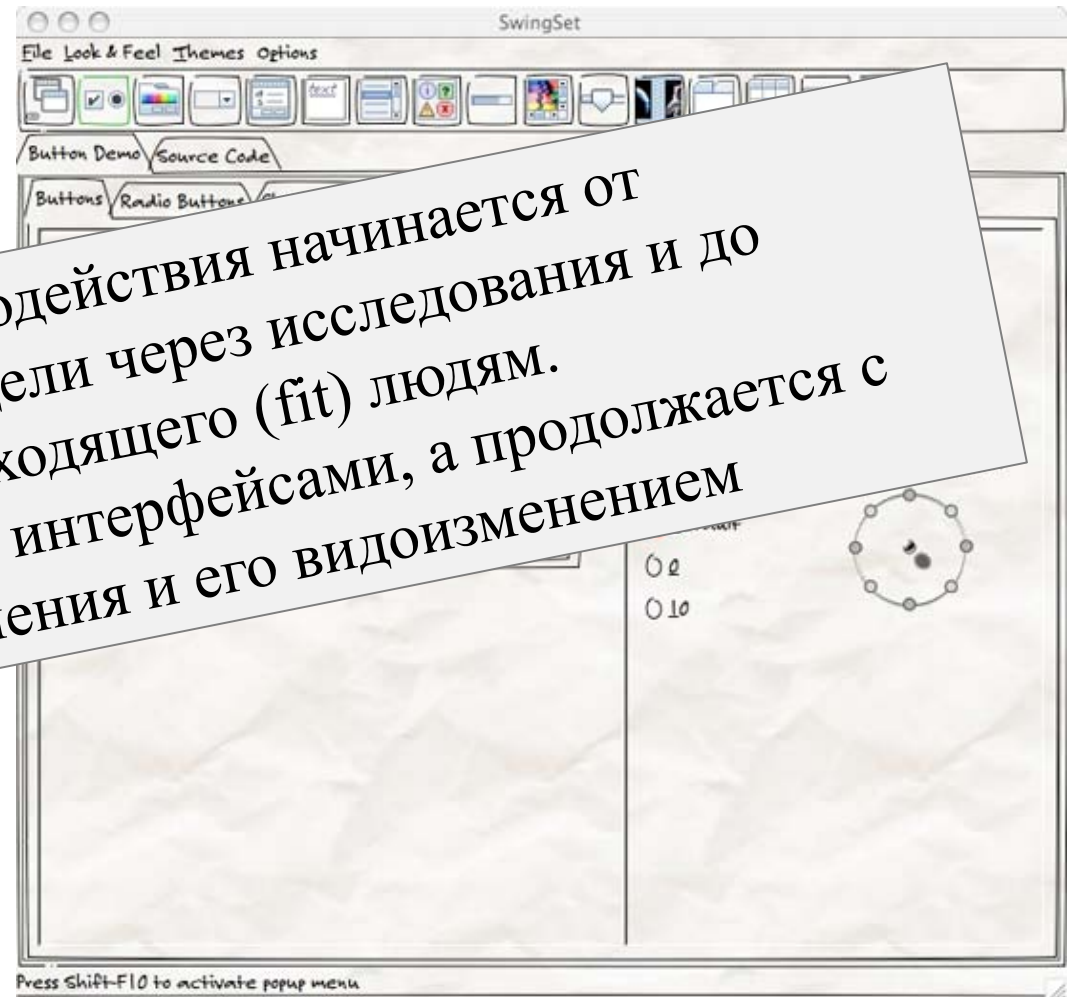 SwingSet
File Look & Feel Themes Options
text
Button Demo Source Code
Buttons Radio Buttons
одействия начинается от
ели через исследования и до
ходящего (fit) людям.
интерфейсами, а продолжается с
ения и его видоизменением
0
10
Press Shift-F10 to activate popup menu